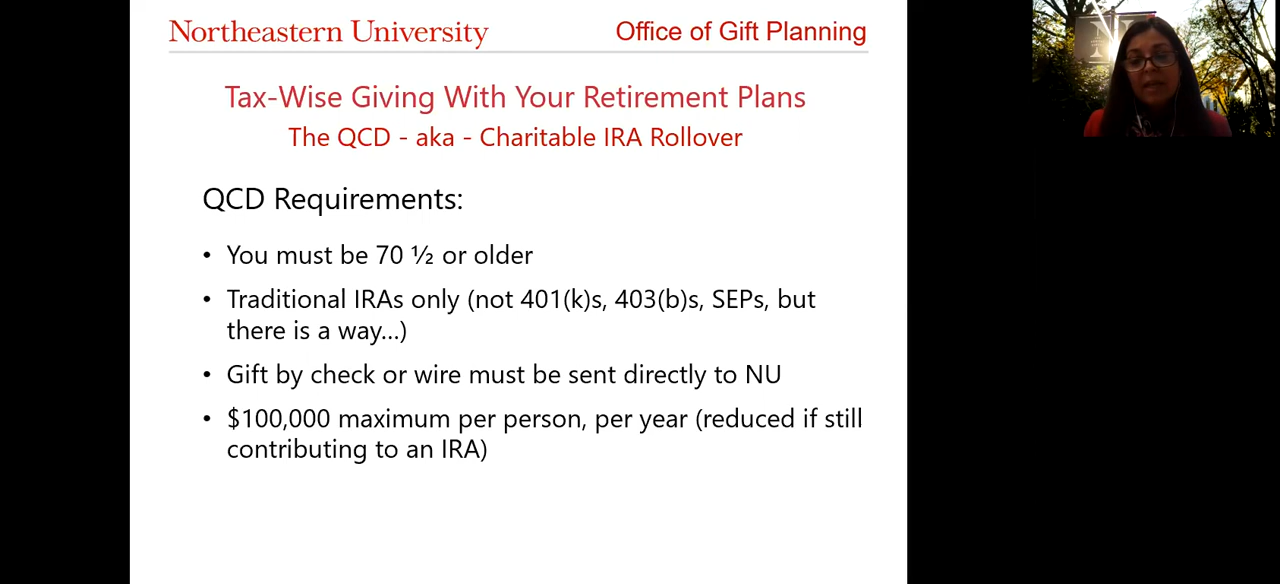 Northeastern University
Office of Gift Planning
Tax-Wise Giving With Your Retirement Plans
The QCD - aka - Charitable IRA Rollover
QCD Requirements:
• You must be 70 ½ or older
• Traditional IRAs only (not 401(k)s, 403(b)s, SEPs, but
there is a way...)
• Gift by check or wire must be sent directly to NU
• $100,000 maximum per person, per year (reduced if still
contributing to an IRA)